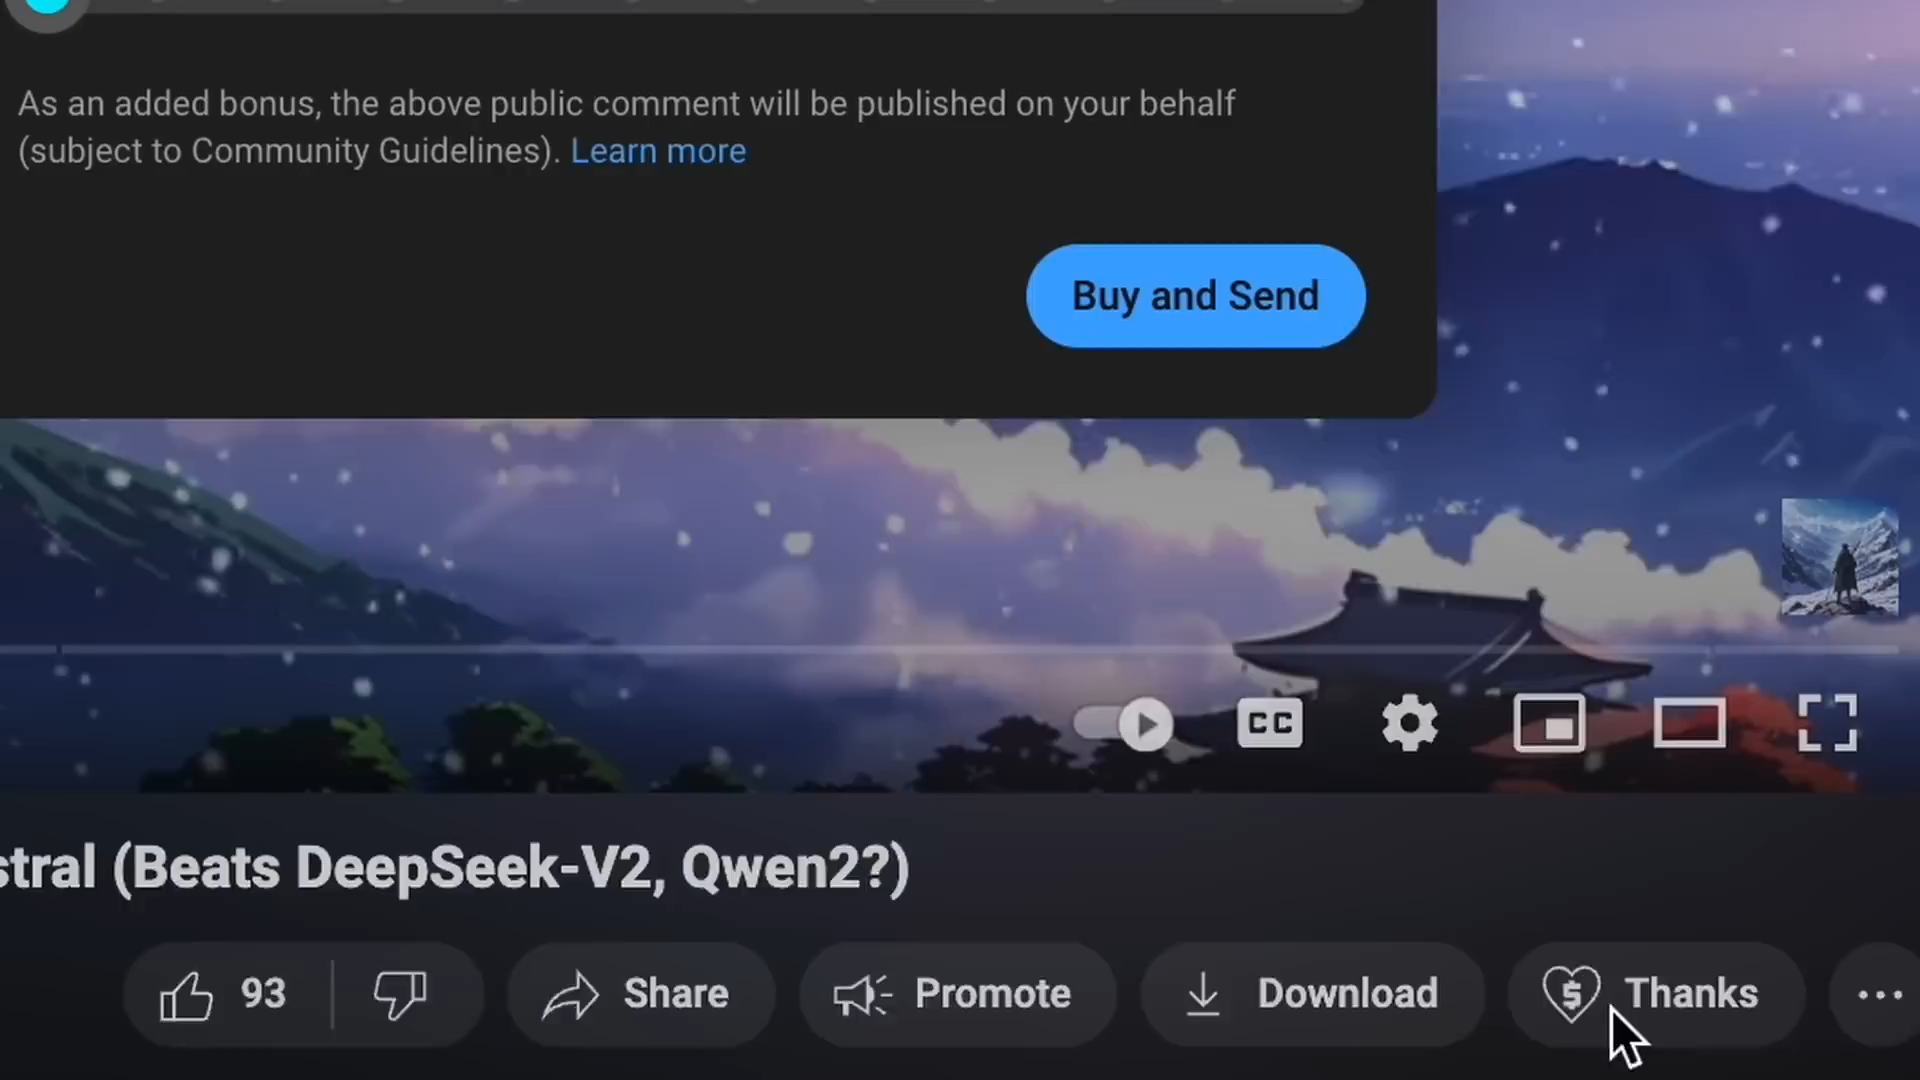 As an added bonus, the above public comment will be published on your behalf
(subject to Community Guidelines). Learn more
Buy and Send
CC
stral (Beats DeepSeek-V2, Qwen2?)
93
Share
Promote
Download
Thanks